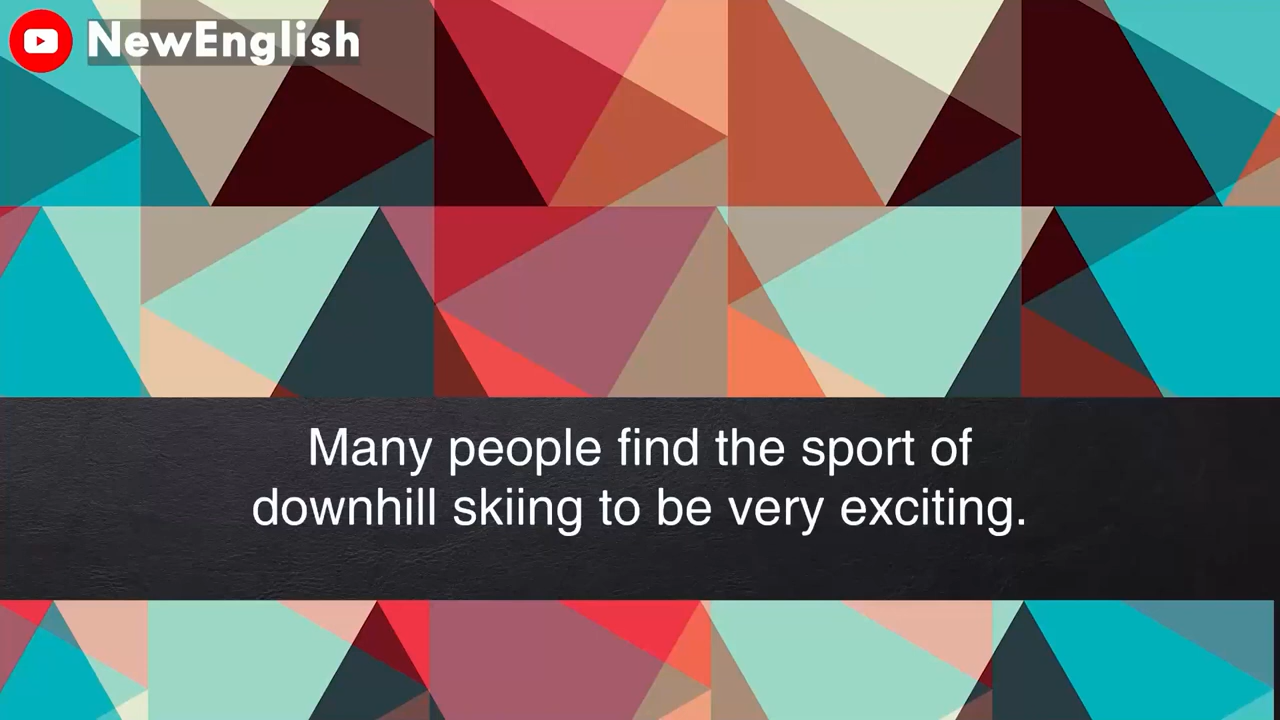 NewEnglish
Many people find the sport of
downhill skiing to be very exciting.